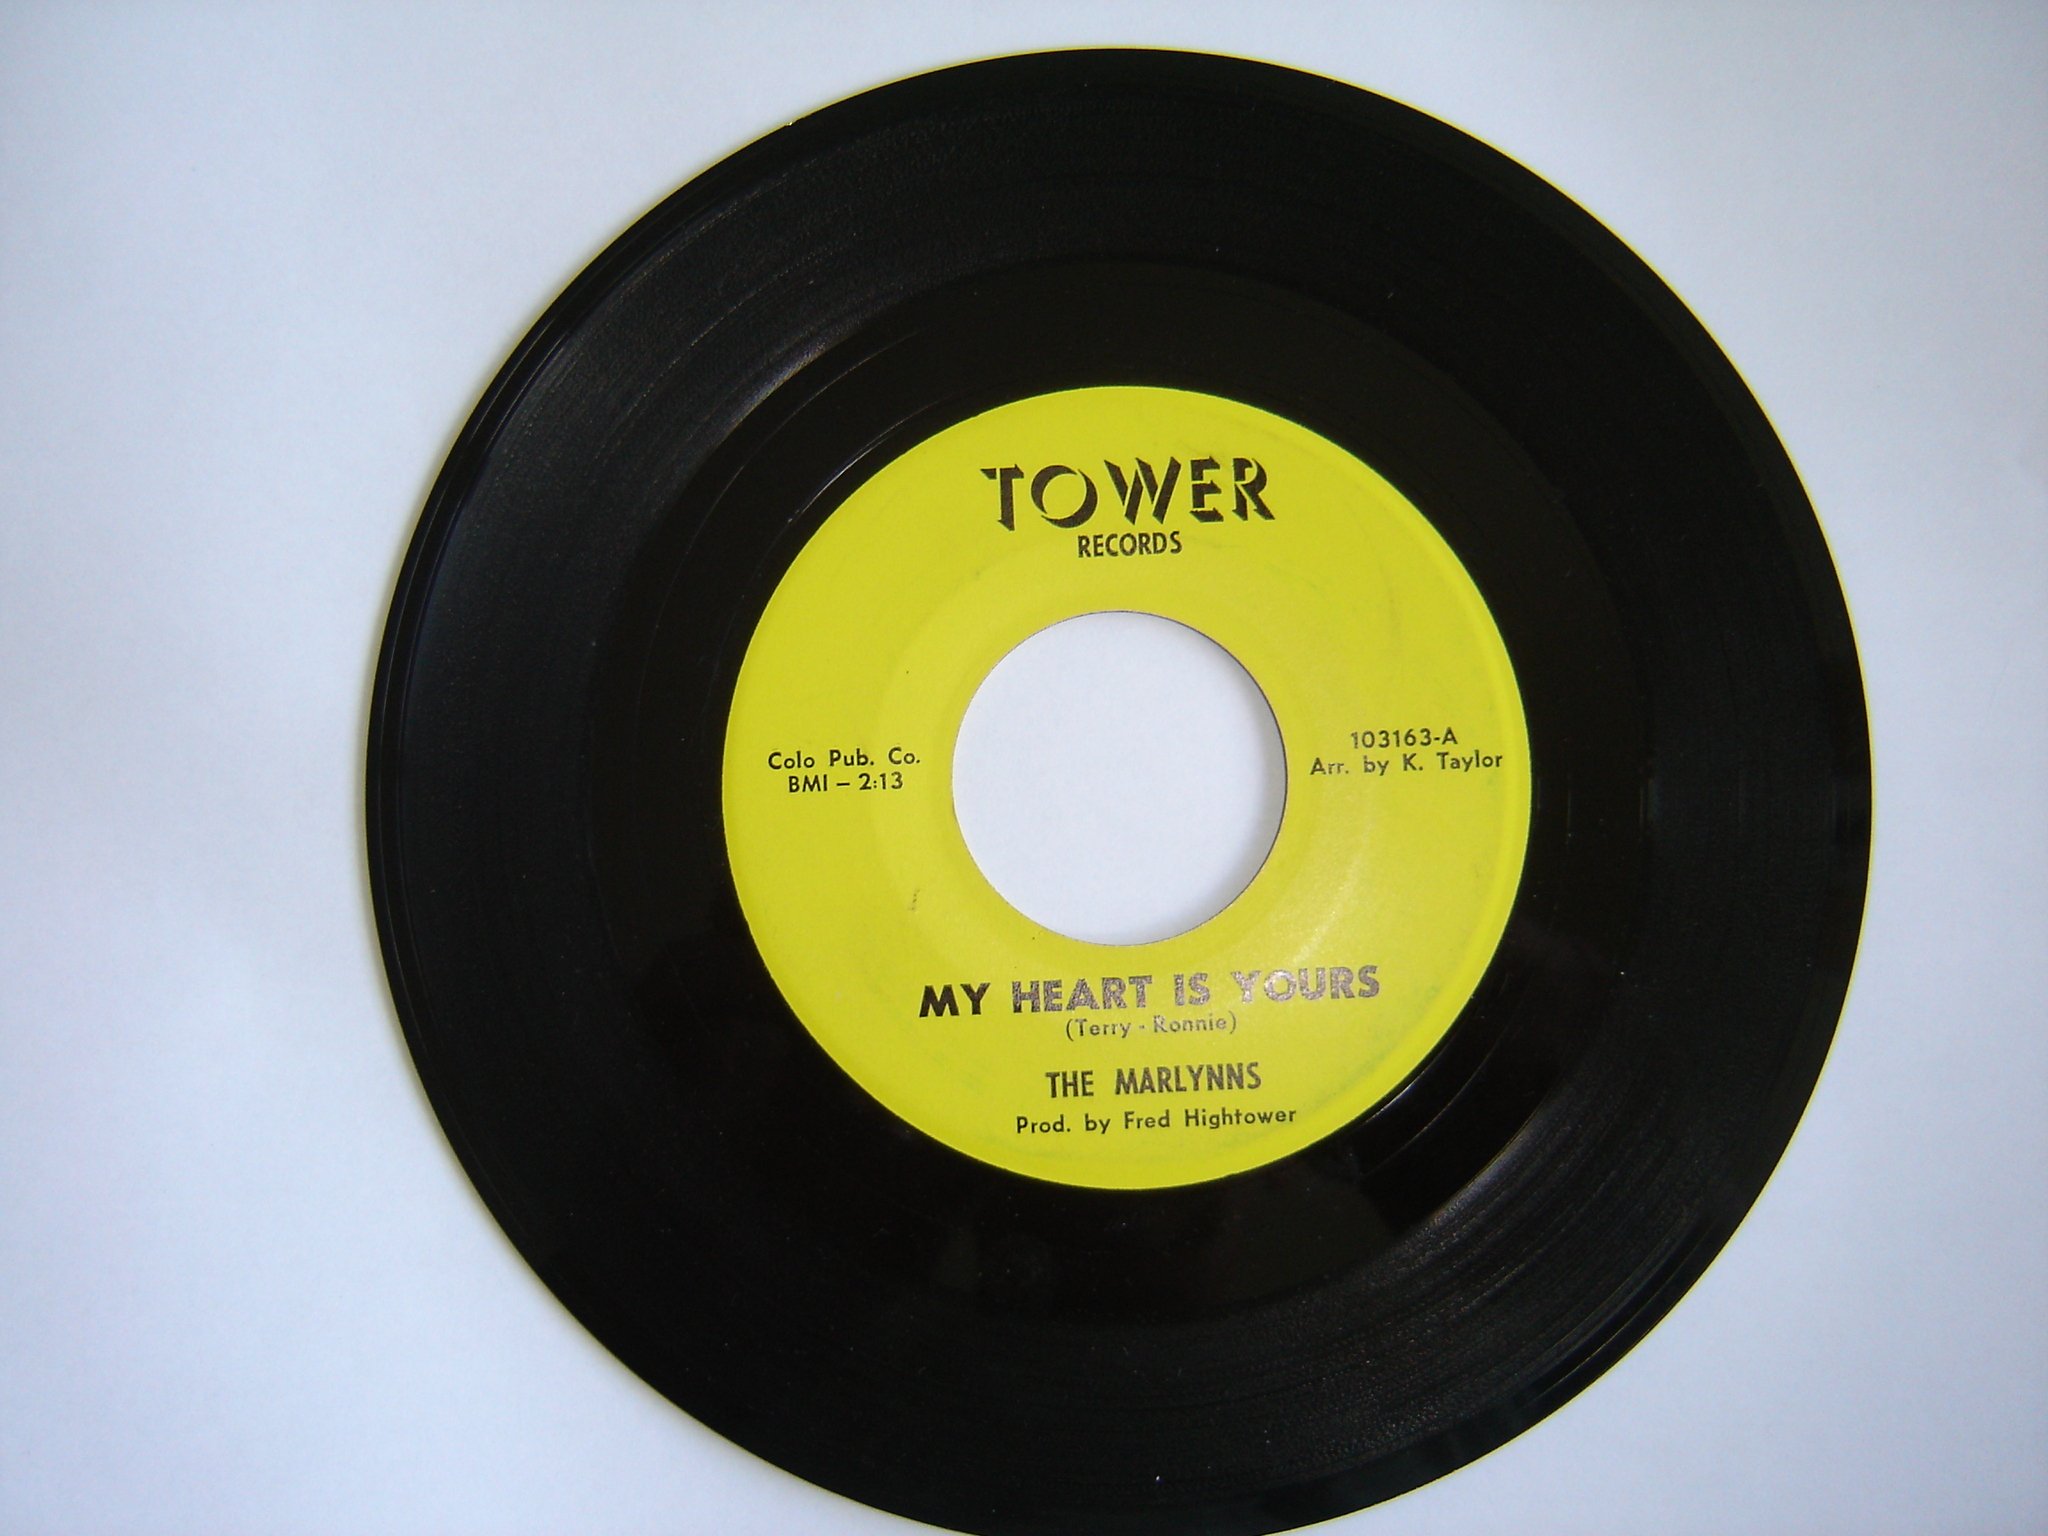 TOWER
RECORDS
Colo Pub. Co.
BMI – 2:13
103163-A
Arr. by K. Taylor
MY HEART IS YOURS
(Terry - Ronnie)
THE MARLYNNS
Prod. by Fred Hightower